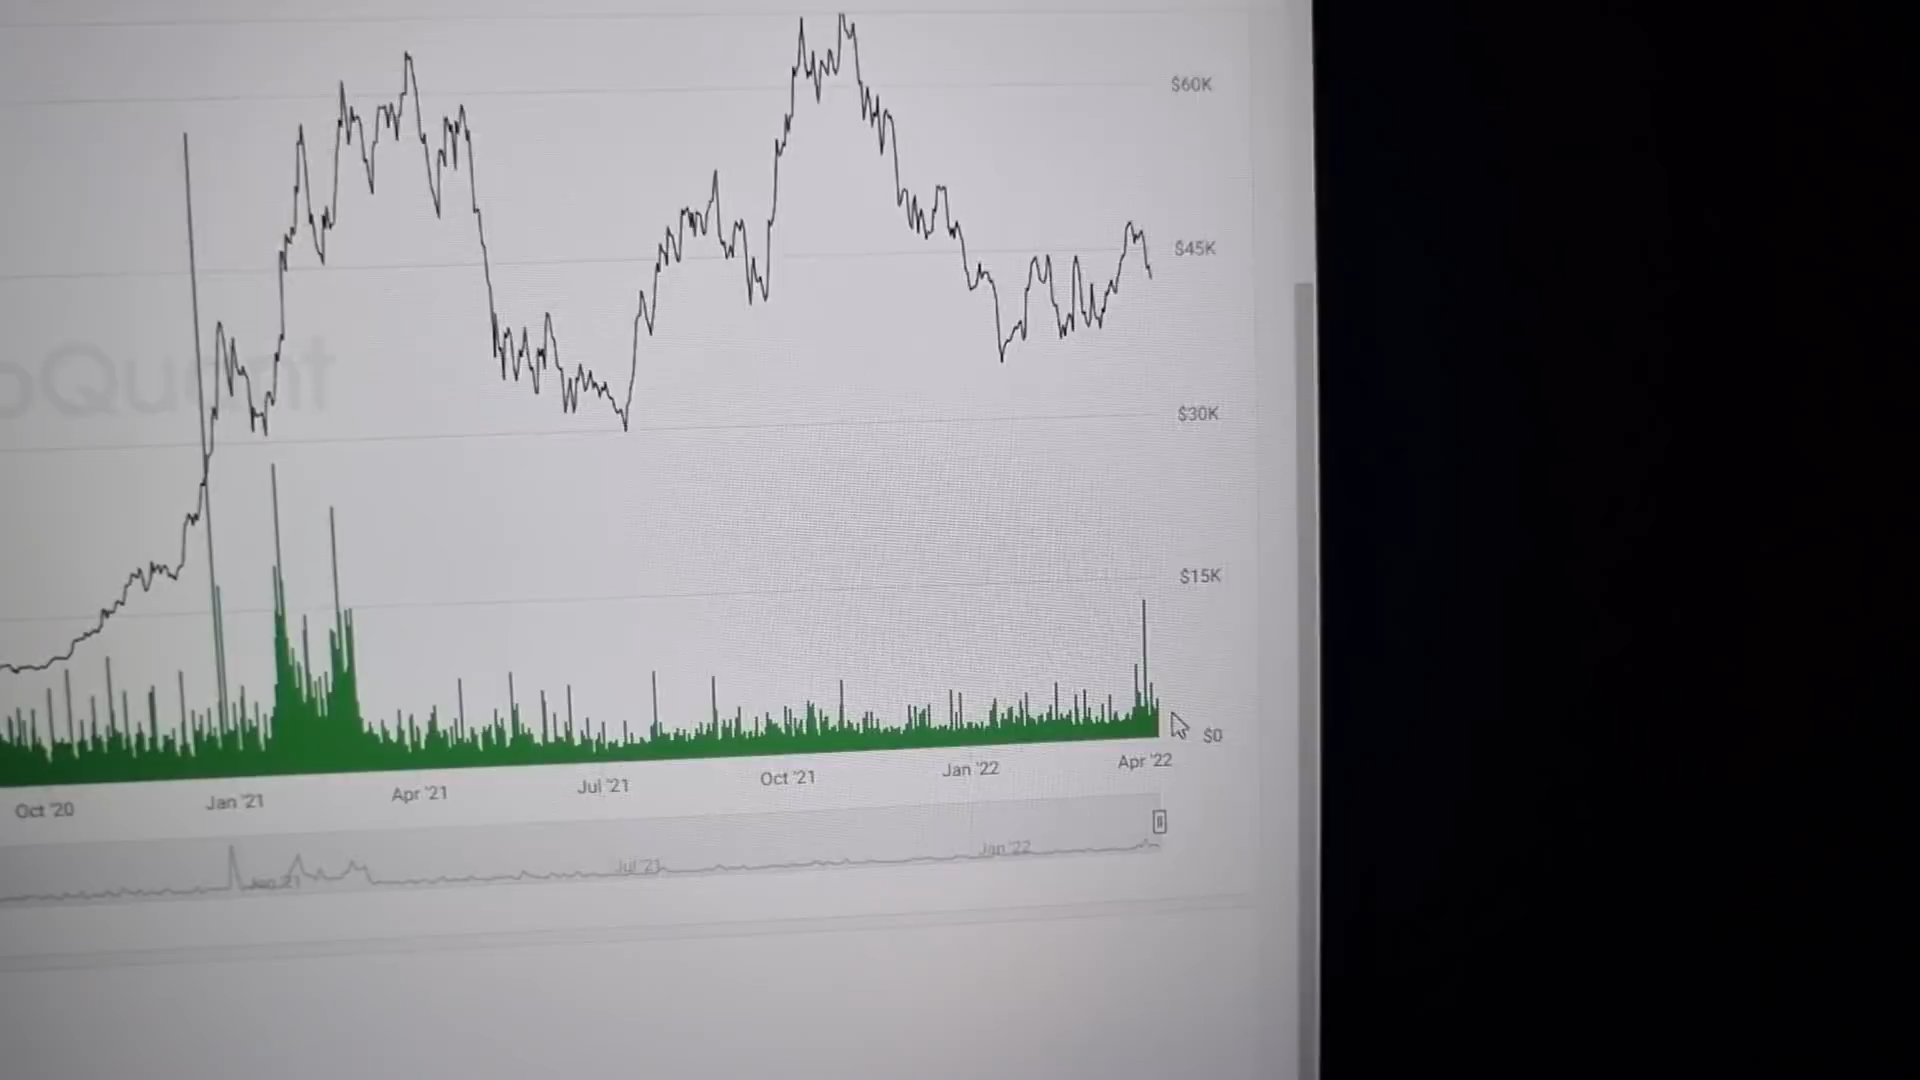 $60K
$45K
oQuant
$30K
$15K
$0
Oct '20
Jan '21
Apr '21
Jul '21
Oct '21
Jan '22
Apr '22
Jul '21
Jan '22